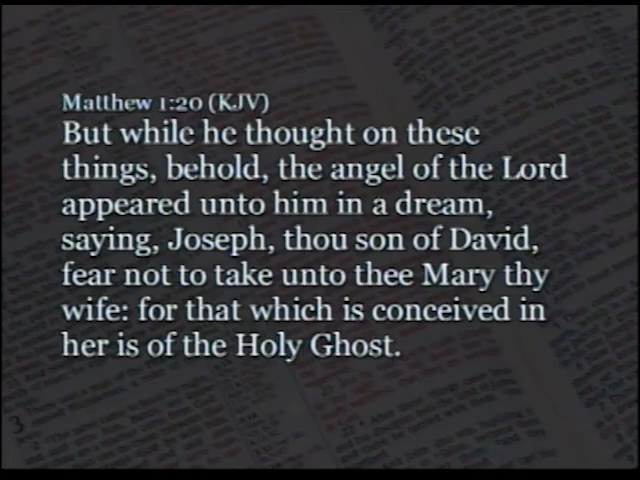 Matthew 1:20 (KJV)
But while he thought on these
things, behold, the angel of the Lord
appeared unto him in a dream,
saying, Joseph, thou son of David,
fear not to take unto thee Mary thy
wife: for that which is conceived in
her is of the Holy Ghost.